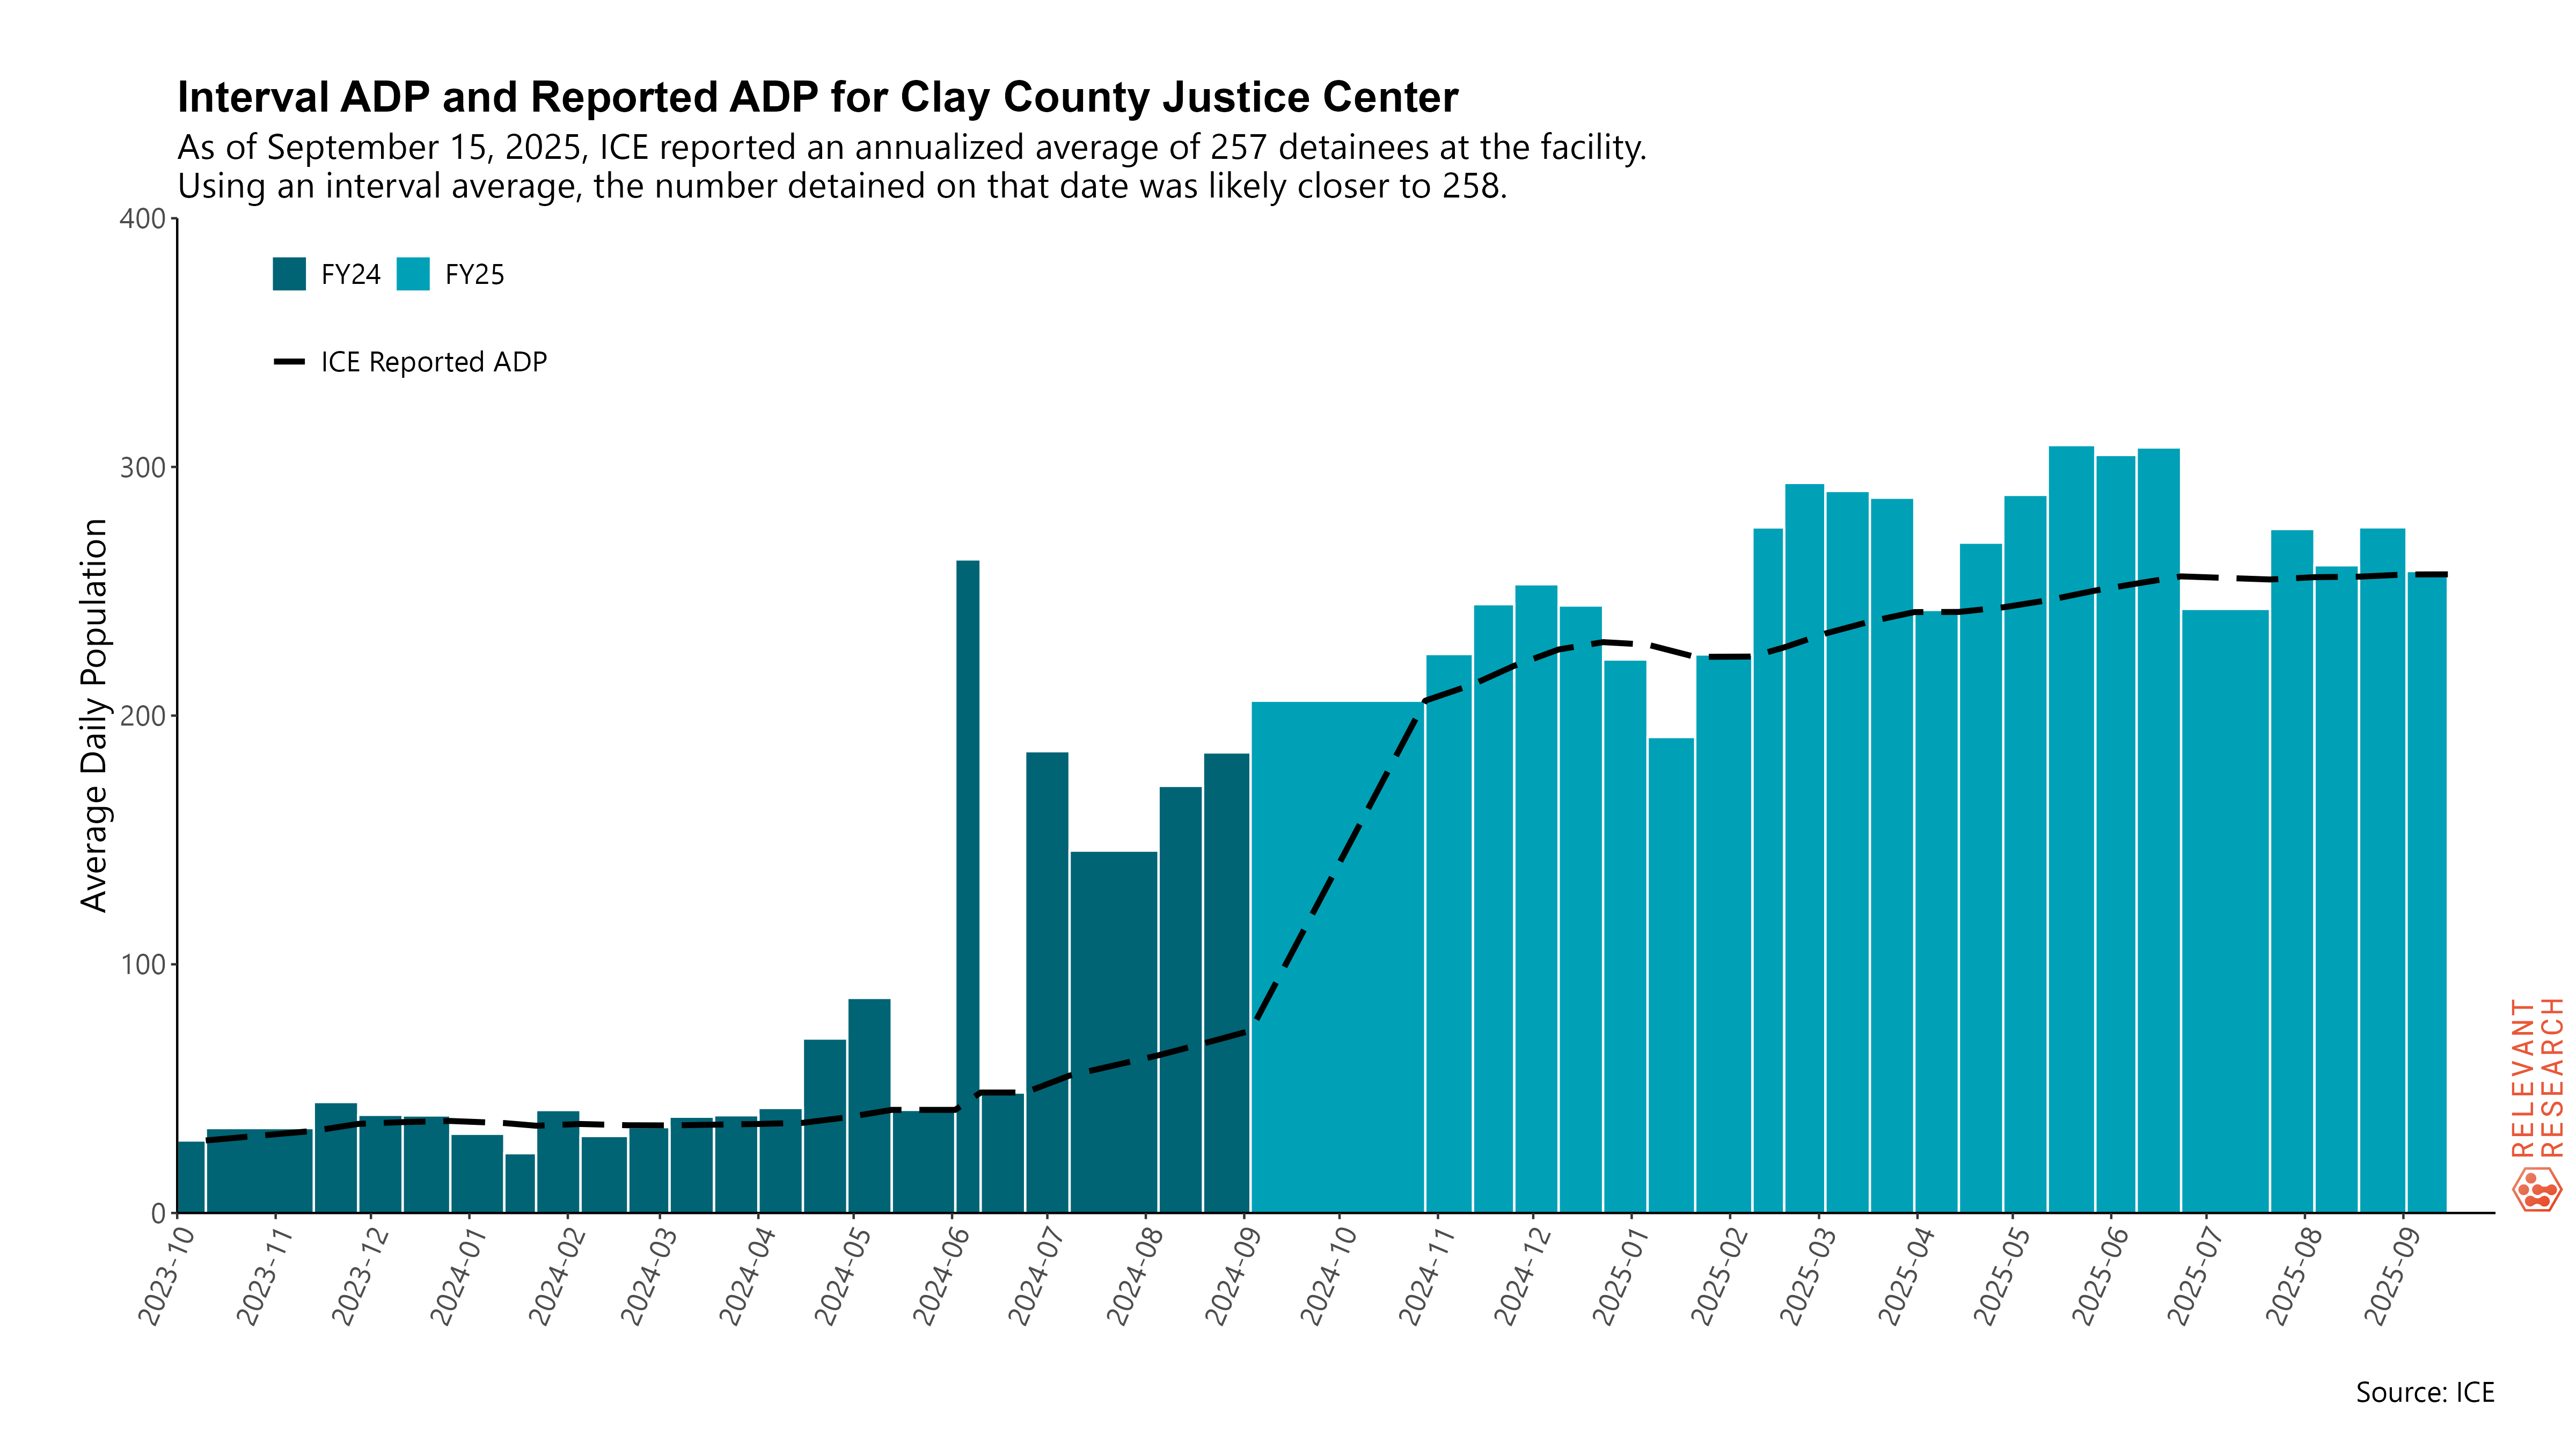 Interval ADP and Reported ADP for Clay County Justice Center
As of September 15, 2025, ICE reported an annualized average of 257 detainees at the facility.
Using an interval average, the number detained on that date was likely closer to 258.
400
300
200
100
0
Average Daily Population
FY24
FY25
ICE Reported ADP
2023-10
2023-11
2023-12
2024-01
2024-02
2024-03
2024-04
2024-05
2024-06
2024-07
2024-08
2024-09
2024-10
2024-11
2024-12
2025-01
2025-02
2025-03
2025-04
2025-05
2025-06
2025-07
2025-08
2025-09
RELEVANT
RESEARCH
Source: ICE